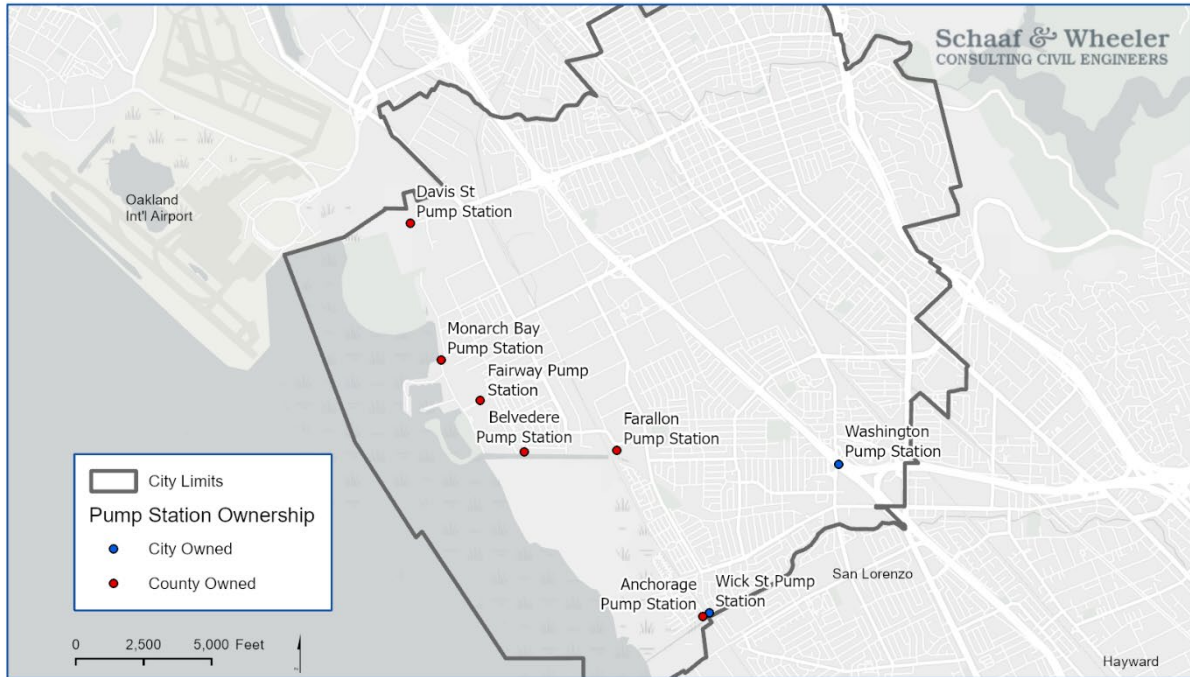 Schaaf & Wheeler
CONSULTING CIVIL ENGINEERS
Oakland
Int'l Airport
Davis St
Pump Station
Monarch Bay
Pump Station
Fairway Pump
Station
Belvedere
Pump Station
Farallon
Pump Station
Washington
Pump Station
Anchorage
Pump Station
Wick St Pump
Station
San Lorenzo
Hayward
City Limits
Pump Station Ownership
City Owned
County Owned
0 2,500 5,000 Feet